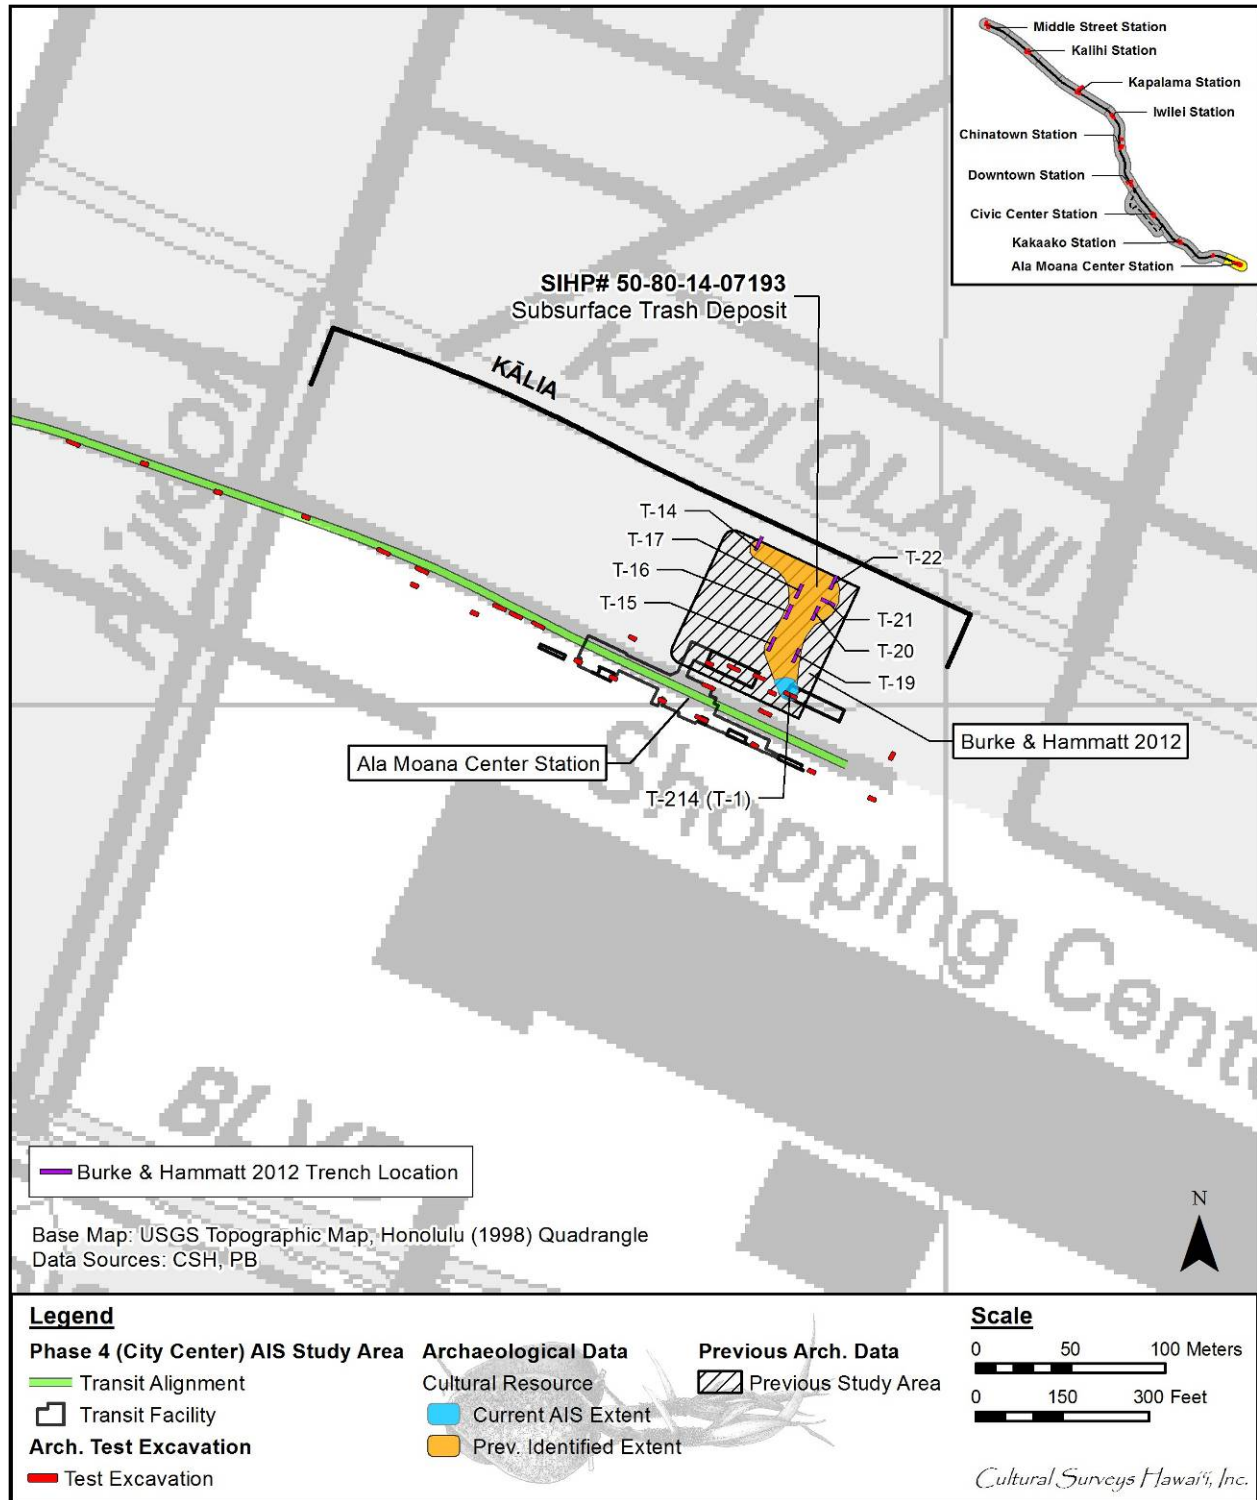 Middle Street Station
Kalihi Station
Kapalama Station
Iwilei Station
Chinatown Station
Downtown Station
Civic Center Station
Kakaako Station
Ala Moana Center Station
SIHP# 50-80-14-07193
Subsurface Trash Deposit
KĀLIA
KAPIʻOLANI
T-14
T-17
T-16
T-15
T-22
T-21
T-20
T-19
Burke & Hammatt 2012
Ala Moana Center Station
T-214 (T-1)
Shopping Cent
BLV
Burke & Hammatt 2012 Trench Location
Base Map: USGS Topographic Map, Honolulu (1998) Quadrangle
Data Sources: CSH, PB
N
Legend
Phase 4 (City Center) AIS Study Area
Transit Alignment
Transit Facility
Arch. Test Excavation
Test Excavation
Archaeological Data
Cultural Resource
Current AIS Extent
Prev. Identified Extent
Previous Arch. Data
Previous Study Area
Scale
0 50 100 Meters
0 150 300 Feet
Cultural Surveys Hawaiʻi, Inc.